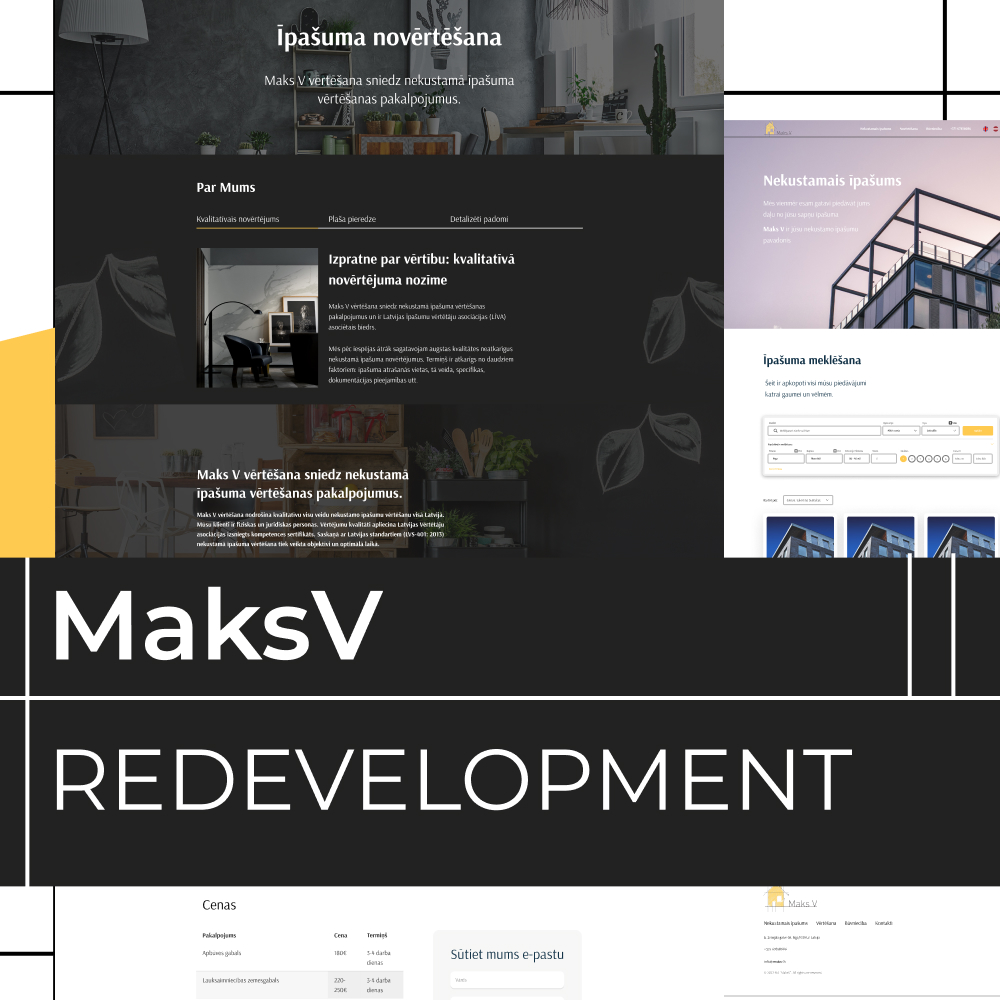 Īpašuma novērtēšana
Maks V vērtēšana sniedz nekustamā īpašuma
vērtēšanas pakalpojumus.
Par Mums
Kvalitatīvais novērtējums
Plaša pieredze
Detalizēti padomi
Izpratne par vērtību: kvalitatīvā
novērtējuma nozīme
Maks V vērtēšana sniedz nekustamā īpašuma vērtēšanas
pakalpojumus un ir Latvijas Īpašumu vērtētāju asociācijas (LĪVA)
asociētais biedrs.
Mēs pēc iespējas ātrāk sagatavojam augstas kvalitātes neatkarīgus
nekustamā īpašuma novērtējumus. Termiņš ir atkarīgs no daudziem
faktoriem: īpašuma atrašanās vietas, tā veida, specifikas,
dokumentācijas pieejamības utt.
Maks V vērtēšana sniedz nekustamā
īpašuma vērtēšanas pakalpojumus.
Maks V vērtēšana nodrošina kvalitatīvu visu veidu nekustamo īpašumu vērtēšanu visā Latvijā.
Mūsu klienti ir fiziskas un juridiskas personas. Vērtējumu kvalitāti apliecina Latvijas Vērtētāju
asociācijas izsniegts kompetences sertifikāts. Saskaņā ar Latvijas standartiem (LVS-401: 2013)
nekustamā īpašuma vērtēšana tiek veikta objektīvi un optimālā laikā.
Maks V
Nekustamais īpašums
Mēs vienmēr esam gatavi piedāvāt jums
daļu no jūsu sapņu īpašuma.
Maks V ir jūsu nekustamo īpašumu
Īpašuma meklēšana
Šeit ir apkopoti visi mūsu piedāvājumi
katrai gaumei un vēlmēm.
MaksV
REDEVELOPMENT
Cenas
Pakalpojums Cena Termiņš
Apbūves gabals 180€ 3-4 darba
dienas
Lauksaimniecības zemesgabals 220-
250€ 3-4 darba
dienas
Sūtiet mums e-pastu
Vārds
Maks V
Nekustamais īpašums Vērtēšana Būvniecība Kontakti